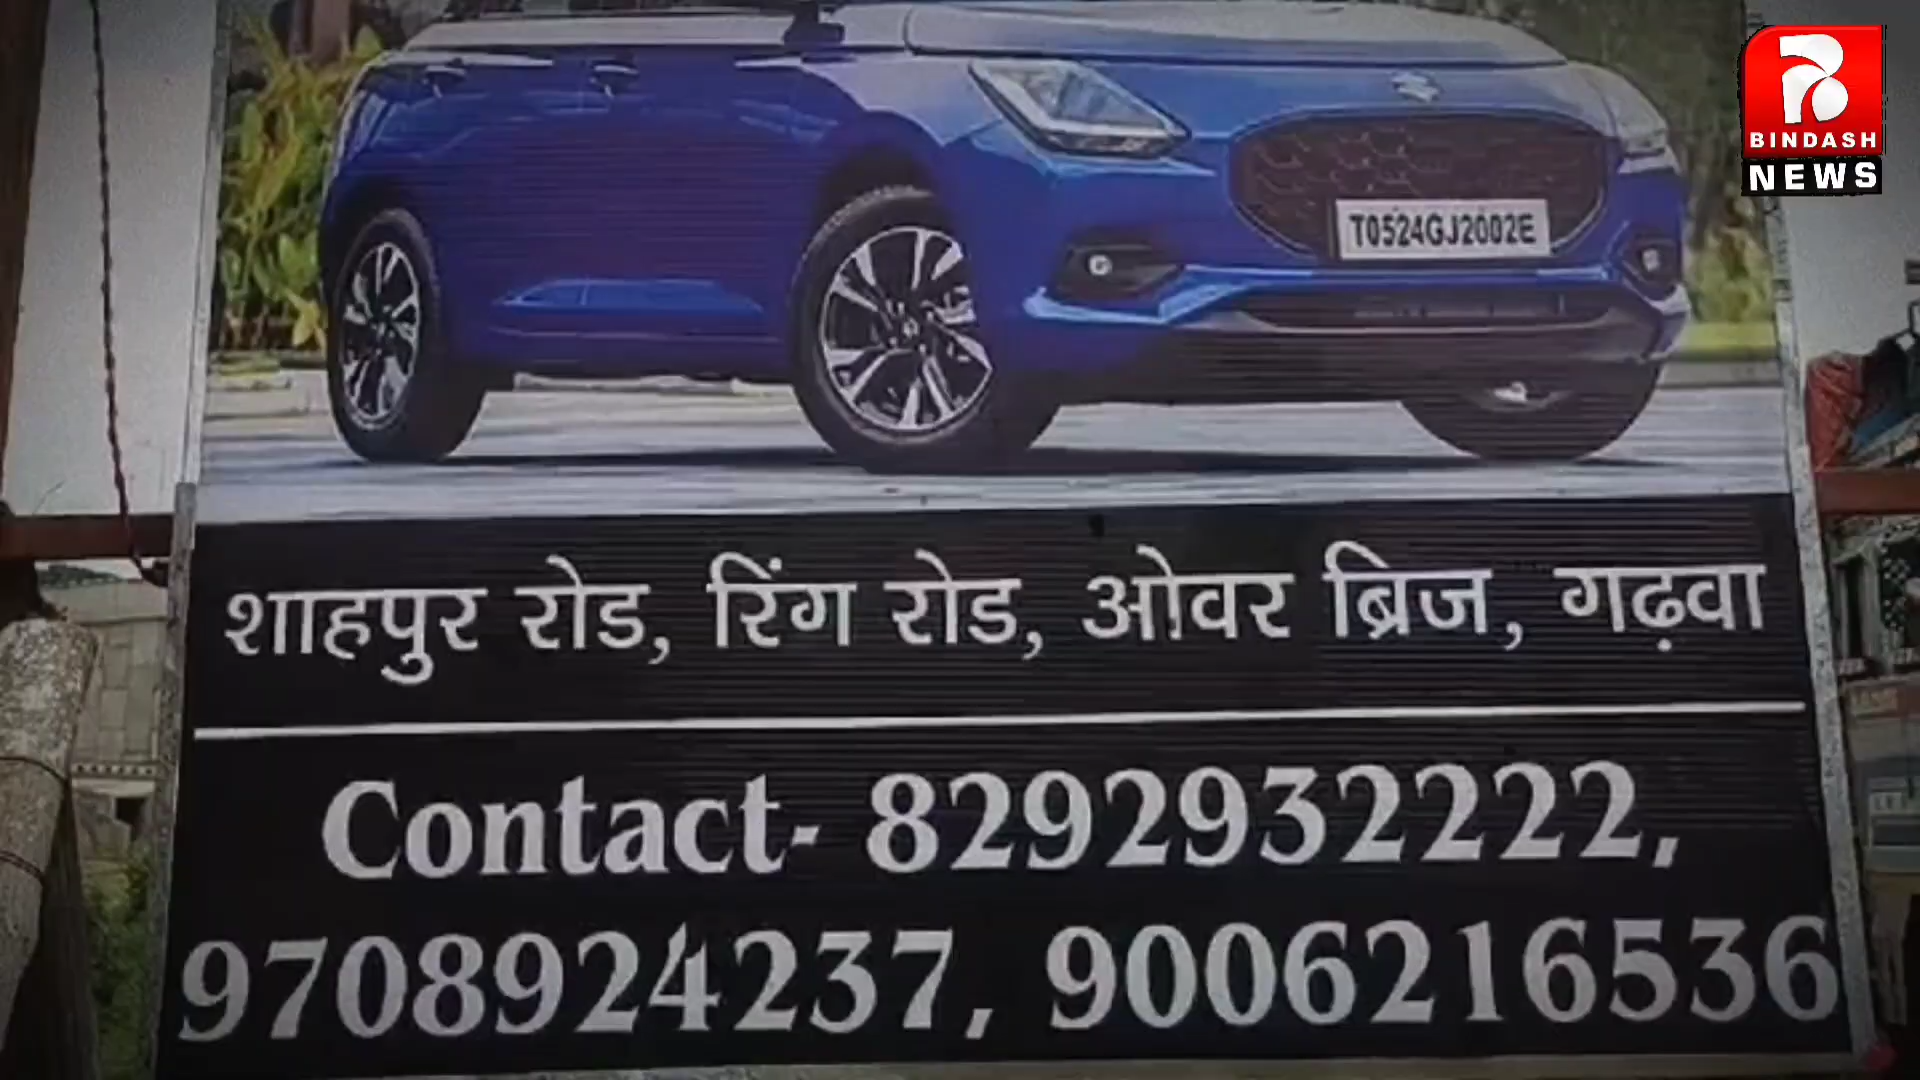 BINDASH
NEWS
T0524GJ2002E
शाहपुर रोड, रिंग रोड, ओवर ब्रिज, गढ़वा
Contact- 8292932222,
9708924237, 9006216536